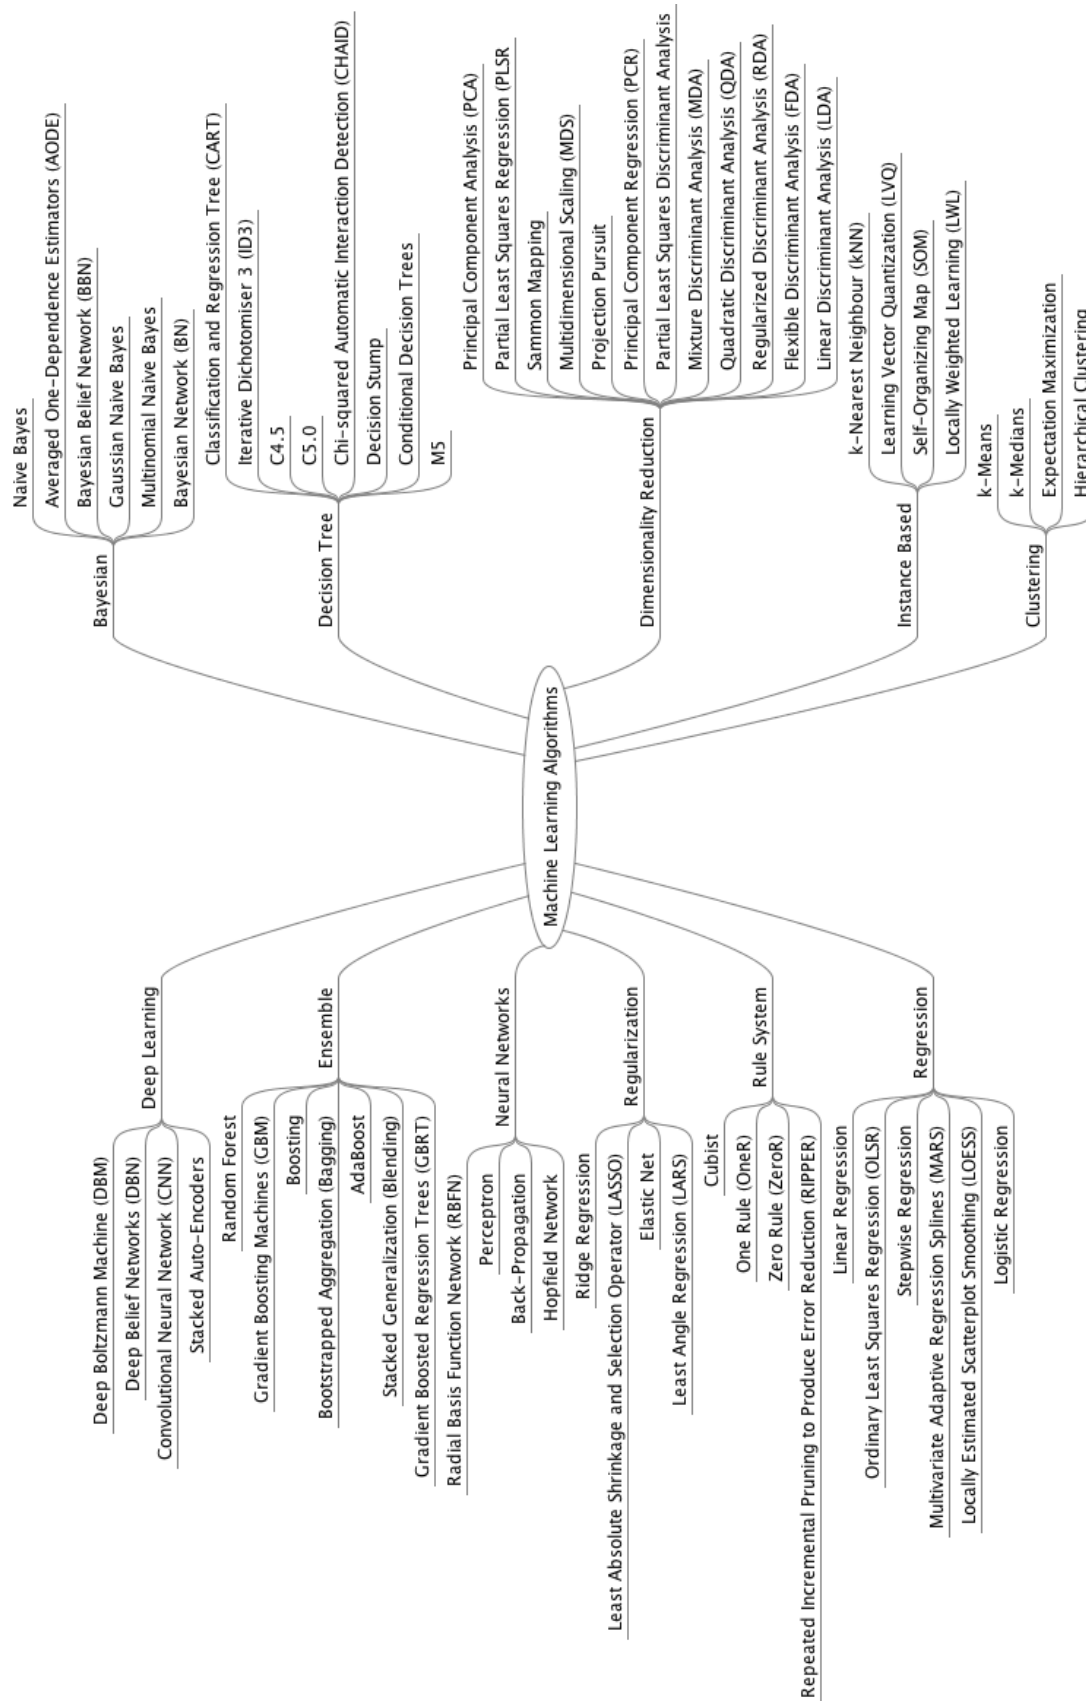 Deep Learning
Deep Boltzmann Machine (DBM)
Deep Belief Networks (DBN)
Convolutional Neural Network (CNN)
Stacked Auto-Encoders
Ensemble
Random Forest
Gradient Boosting Machines (GBM)
Boosting
Bootstrapped Aggregation (Bagging)
AdaBoost
Stacked Generalization (Blending)
Gradient Boosted Regression Trees (GBRT)
Neural Networks
Radial Basis Function Network (RBFN)
Perceptron
Back-Propagation
Hopfield Network
Regularization
Ridge Regression
Least Absolute Shrinkage and Selection Operator (LASSO)
Elastic Net
Least Angle Regression (LARS)
Rule System
Cubist
One Rule (OneR)
Zero Rule (ZeroR)
Repeated Incremental Pruning to Produce Error Reduction (RIPPER)
Regression
Linear Regression
Ordinary Least Squares Regression (OLSR)
Stepwise Regression
Multivariate Adaptive Regression Splines (MARS)
Locally Estimated Scatterplot Smoothing (LOESS)
Logistic Regression
Machine Learning Algorithms
Bayesian
Naive Bayes
Averaged One-Dependence Estimators (AODE)
Bayesian Belief Network (BBN)
Gaussian Naive Bayes
Multinomial Naive Bayes
Bayesian Network (BN)
Decision Tree
Classification and Regression Tree (CART)
Iterative Dichotomiser 3 (ID3)
C4.5
C5.0
Chi-squared Automatic Interaction Detection (CHAID)
Decision Stump
Conditional Decision Trees
M5
Dimensionality Reduction
Principal Component Analysis (PCA)
Partial Least Squares Regression (PLSR
Sammon Mapping
Multidimensional Scaling (MDS)
Projection Pursuit
Principal Component Regression (PCR)
Partial Least Squares Discriminant Analysis
Mixture Discriminant Analysis (MDA)
Quadratic Discriminant Analysis (QDA)
Regularized Discriminant Analysis (RDA)
Flexible Discriminant Analysis (FDA)
Linear Discriminant Analysis (LDA)
Instance Based
k-Nearest Neighbour (kNN)
Learning Vector Quantization (LVQ)
Self-Organizing Map (SOM)
Locally Weighted Learning (LWL)
Clustering
k-Means
k-Medians
Expectation Maximization
Hierarchical Clustering